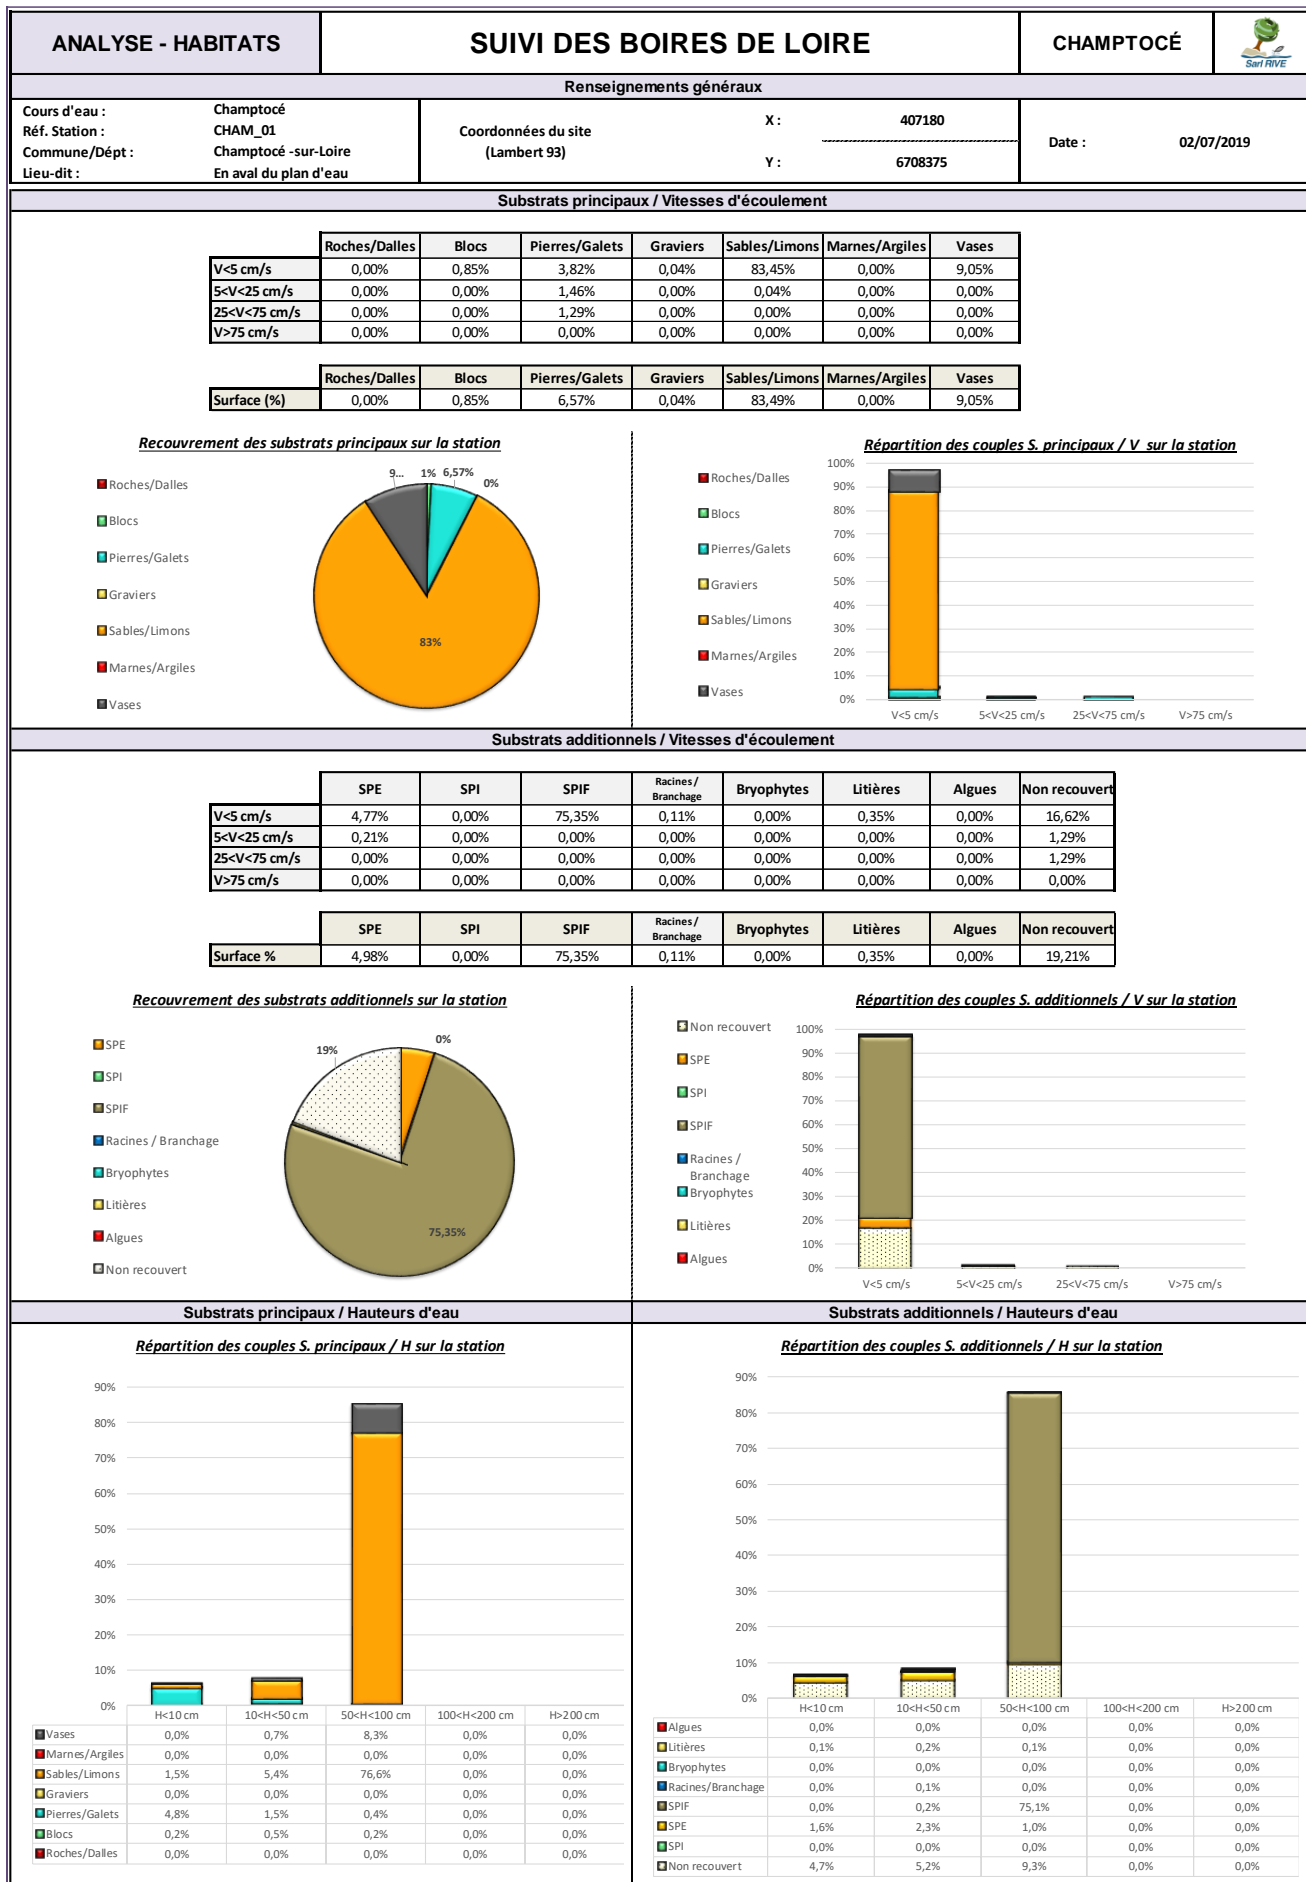 ANALYSE - HABITATS
SUIVI DES BOIRES DE LOIRE
CHAMPTOCÉ
Sarl RIVE
Renseignements généraux
Cours d'eau : Champtocé
Réf. Station : CHAM_01
Commune/Dépt : Champtocé -sur-Loire
Lieu-dit : En aval du plan d'eau
Coordonnées du site
(Lambert 93)
X : 407180
Y : 6708375
Date : 02/07/2019
Substrats principaux / Vitesses d'écoulement
Roches/Dalles Blocs Pierres/Galets Graviers Sables/Limons Marnes/Argiles Vases
V<5 cm/s 0,00% 0,85% 3,82% 0,04% 83,45% 0,00% 9,05%
5<V<25 cm/s 0,00% 0,00% 1,46% 0,00% 0,04% 0,00% 0,00%
25<V<75 cm/s 0,00% 0,00% 1,29% 0,00% 0,00% 0,00% 0,00%
V>75 cm/s 0,00% 0,00% 0,00% 0,00% 0,00% 0,00% 0,00%
Roches/Dalles Blocs Pierres/Galets Graviers Sables/Limons Marnes/Argiles Vases
Surface (%) 0,00% 0,85% 6,57% 0,04% 83,49% 0,00% 9,05%
Recouvrement des substrats principaux sur la station
Roches/Dalles
Blocs
Pierres/Galets
Graviers
Sables/Limons
Marnes/Argiles
Vases
9... 1% 6,57% 0%
83%
Répartition des couples S. principaux / V sur la station
Roches/Dalles
Blocs
Pierres/Galets
Graviers
Sables/Limons
Marnes/Argiles
Vases
100%
90%
80%
70%
60%
50%
40%
30%
20%
10%
0%
V<5 cm/s 5<V<25 cm/s 25<V<75 cm/s V>75 cm/s
Substrats additionnels / Vitesses d'écoulement
SPE SPI SPIF Racines / Branchage Bryophytes Litières Algues Non recouvert
V<5 cm/s 4,77% 0,00% 75,35% 0,11% 0,00% 0,35% 0,00% 16,62%
5<V<25 cm/s 0,21% 0,00% 0,00% 0,00% 0,00% 0,00% 0,00% 1,29%
25<V<75 cm/s 0,00% 0,00% 0,00% 0,00% 0,00% 0,00% 0,00% 1,29%
V>75 cm/s 0,00% 0,00% 0,00% 0,00% 0,00% 0,00% 0,00% 0,00%
SPE SPI SPIF Racines / Branchage Bryophytes Litières Algues Non recouvert
Surface % 4,98% 0,00% 75,35% 0,11% 0,00% 0,35% 0,00% 19,21%
Recouvrement des substrats additionnels sur la station
SPE
SPI
SPIF
Racines / Branchage
Bryophytes
Litières
Algues
Non recouvert
19% 0%
75,35%
Répartition des couples S. additionnels / V sur la station
Non recouvert
SPE
SPI
SPIF
Racines /
Branchage
Bryophytes
Litières
Algues
100%
90%
80%
70%
60%
50%
40%
30%
20%
10%
0%
V<5 cm/s 5<V<25 cm/s 25<V<75 cm/s V>75 cm/s
Substrats principaux / Hauteurs d'eau
Répartition des couples S. principaux / H sur la station
90%
80%
70%
60%
50%
40%
30%
20%
10%
0%
H<10 cm 10<H<50 cm 50<H<100 cm 100<H<200 cm H>200 cm
Vases 0,0% 0,7% 8,3% 0,0% 0,0%
Marnes/Argiles 0,0% 0,0% 0,0% 0,0% 0,0%
Sables/Limons 1,5% 5,4% 76,6% 0,0% 0,0%
Graviers 0,0% 0,0% 0,0% 0,0% 0,0%
Pierres/Galets 4,8% 1,5% 0,4% 0,0% 0,0%
Blocs 0,2% 0,5% 0,2% 0,0% 0,0%
Roches/Dalles 0,0% 0,0% 0,0% 0,0% 0,0%
Substrats additionnels / Hauteurs d'eau
Répartition des couples S. additionnels / H sur la station
90%
80%
70%
60%
50%
40%
30%
20%
10%
0%
H<10 cm 10<H<50 cm 50<H<100 cm 100<H<200 cm H>200 cm
Algues 0,0% 0,0% 0,0% 0,0% 0,0%
Litières 0,1% 0,2% 0,1% 0,0% 0,0%
Bryophytes 0,0% 0,0% 0,0% 0,0% 0,0%
Racines/Branchage 0,0% 0,1% 0,0% 0,0% 0,0%
SPIF 0,0% 0,2% 75,1% 0,0% 0,0%
SPE 1,6% 2,3% 1,0% 0,0% 0,0%
SPI 0,0% 0,0% 0,0% 0,0% 0,0%
Non recouvert 4,7% 5,2% 9,3% 0,0% 0,0%